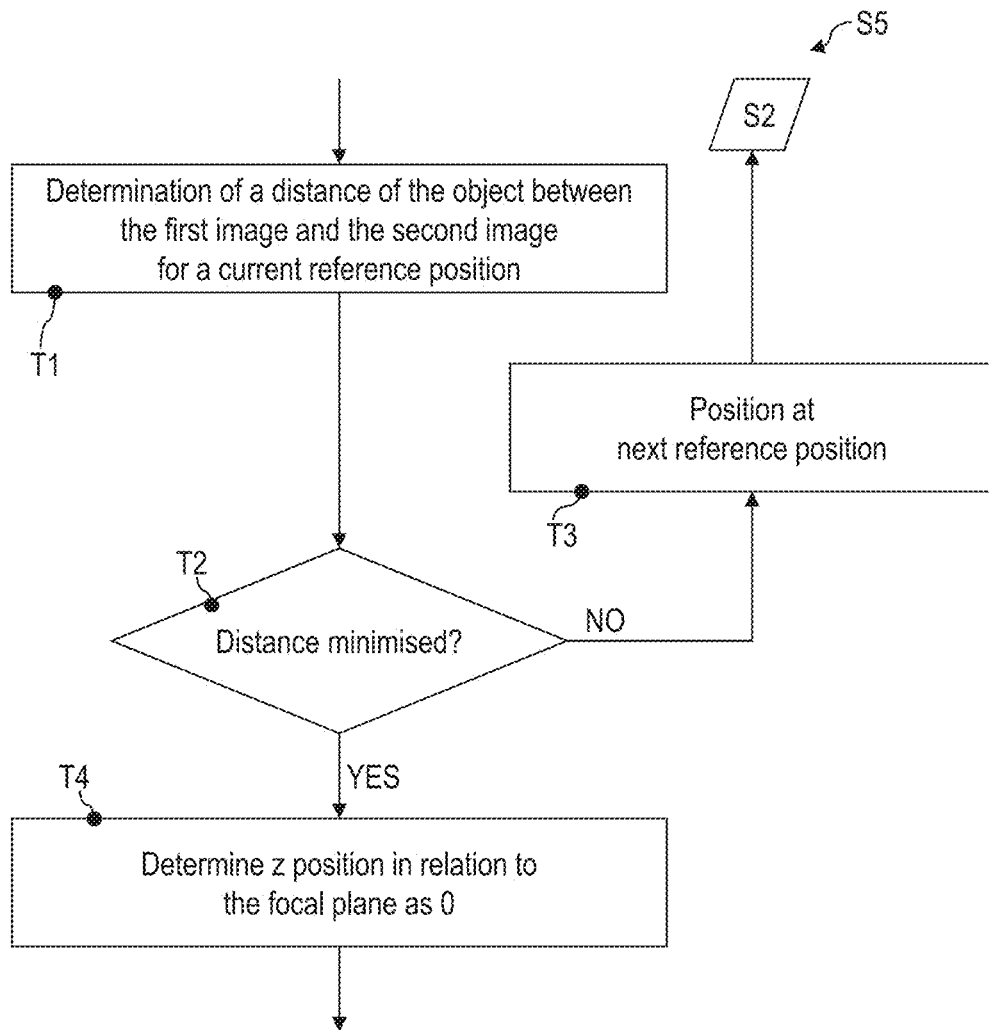 S5
S2
Determination of a distance of the object between
the first image and the second image
for a current reference position
T1
Position at
next reference position
T3
T2
Distance minimised?
NO
YES
T4
Determine z position in relation to
the focal plane as 0